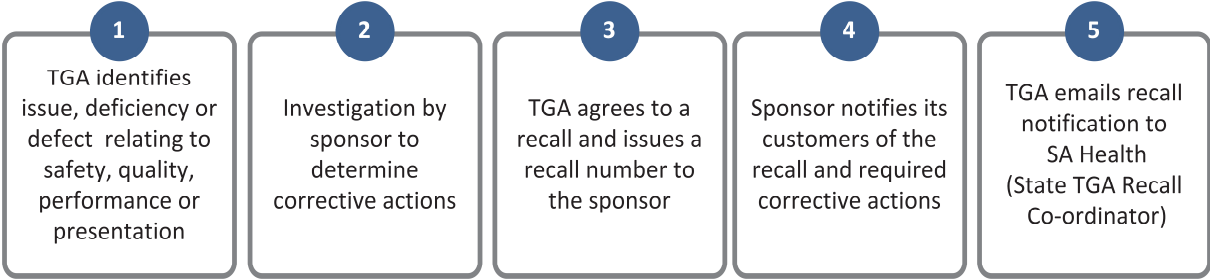 1
TGA identifies
issue, deficiency or
defect relating to
safety, quality,
performance or
presentation
2
Investigation by
sponsor to
determine
corrective actions
3
TGA agrees to a
recall and issues a
recall number to
the sponsor
4
Sponsor notifies its
customers of the
recall and required
corrective actions
5
TGA emails recall
notification to
SA Health
(State TGA Recall
Co-ordinator)